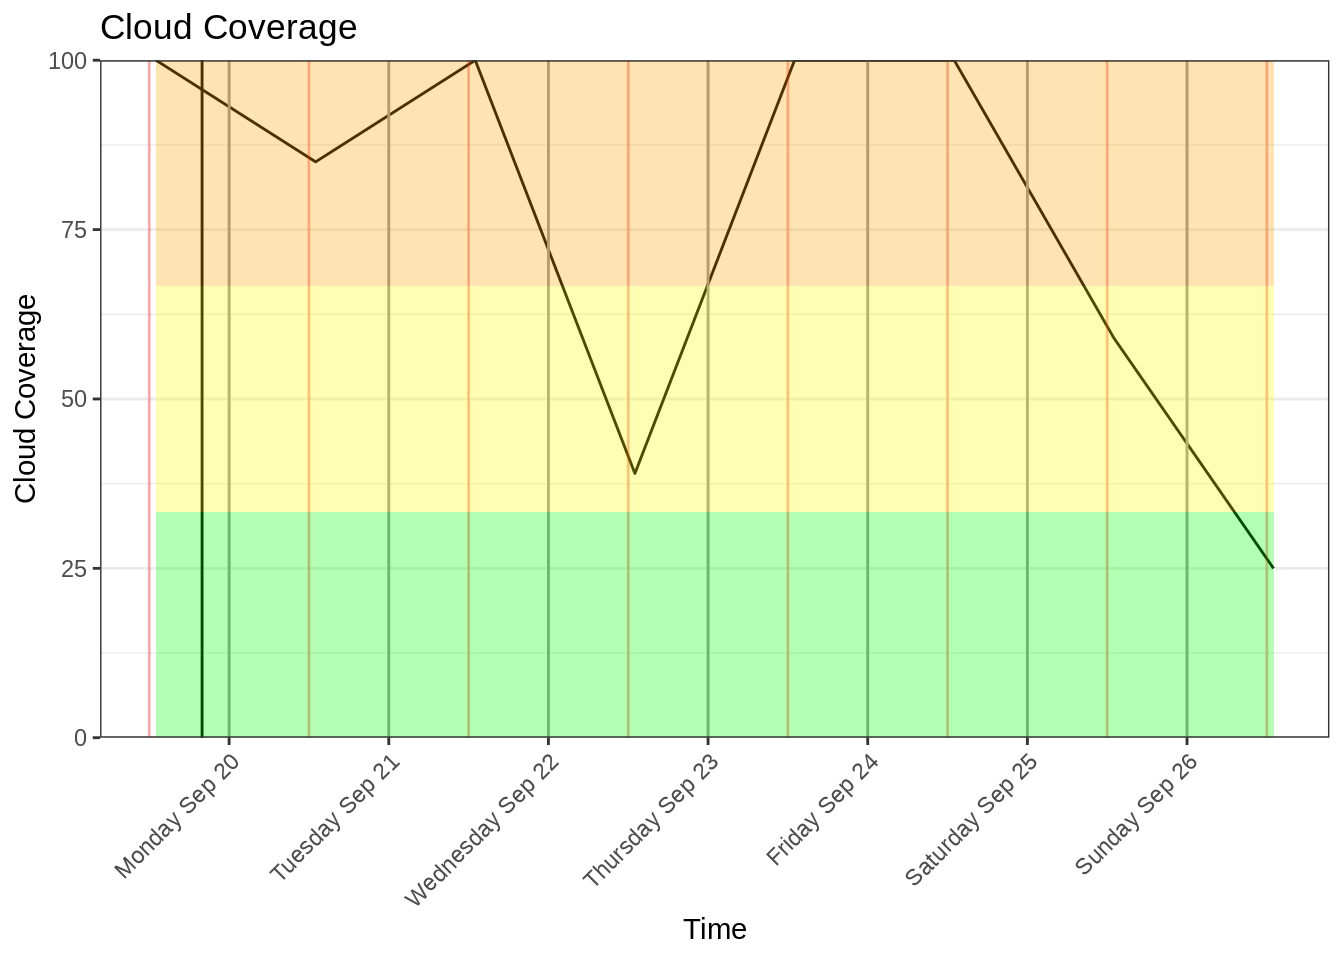 Cloud Coverage
100
75
50
25
0
Cloud Coverage
Monday Sep 20
Tuesday Sep 21
Wednesday Sep 22
Thursday Sep 23
Friday Sep 24
Saturday Sep 25
Sunday Sep 26
Time